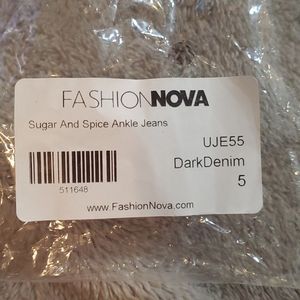 FASHIONNOVA
Sugar And Spice Ankle Jeans
UJE55
DarkDenim
5
511648
www.FashionNova.com